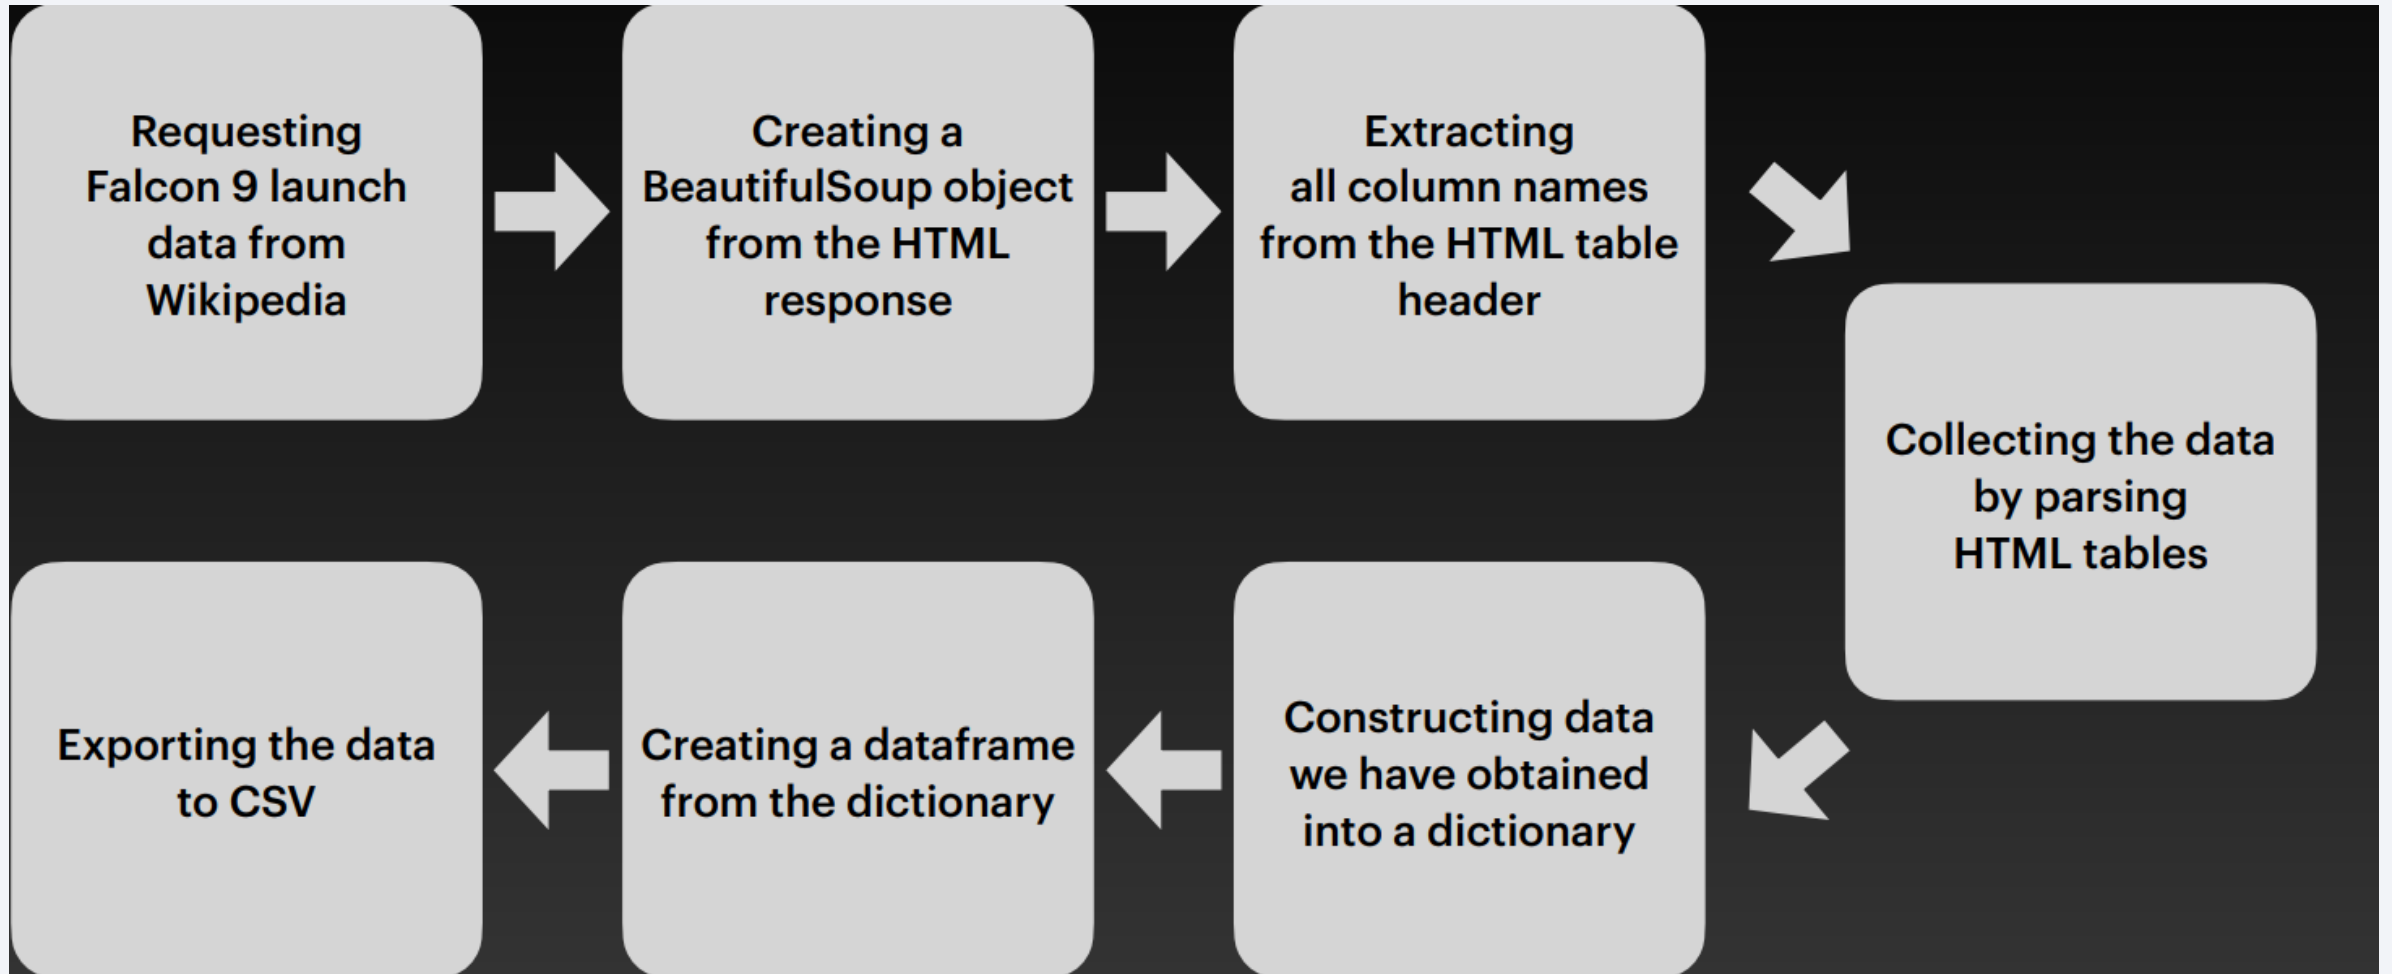 Requesting
Falcon 9 launch
data from
Wikipedia
Creating a
BeautifulSoup object
from the HTML
response
Extracting
all column names
from the HTML table
header
Collecting the data
by parsing
HTML tables
Constructing data
we have obtained
into a dictionary
Creating a dataframe
from the dictionary
Exporting the data
to CSV